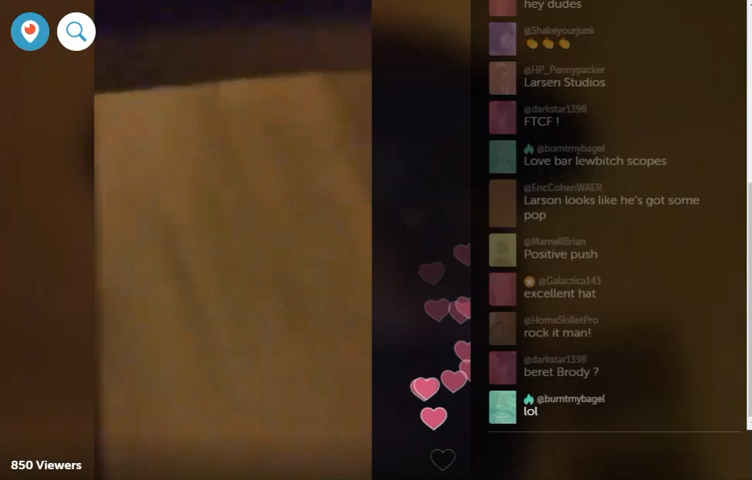 hey dudes
@Shakeyourjunk
👏 👏 👏
@HP_Pennypacker
Larsen Studios
@darkstar1398
FTCF !
@burntmybagel
Love bar lewbitch scopes
@EricCohenWAER
Larson looks like he's got some
pop
@MarnellBrian
Positive push
@Galactica143
excellent hat
@HomeSkilletPro
rock it man!
@darkstar1398
beret Brody ?
@burntmybagel
lol
850 Viewers